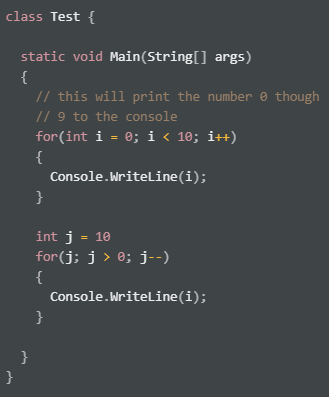 class Test {
static void Main(String[] args)
{
// this will print the number 0 though
// 9 to the console
for(int i = 0; i < 10; i++)
{
Console.WriteLine(i);
}
int j = 10
for(j; j > 0; j--)
{
Console.WriteLine(i);
}
}
}